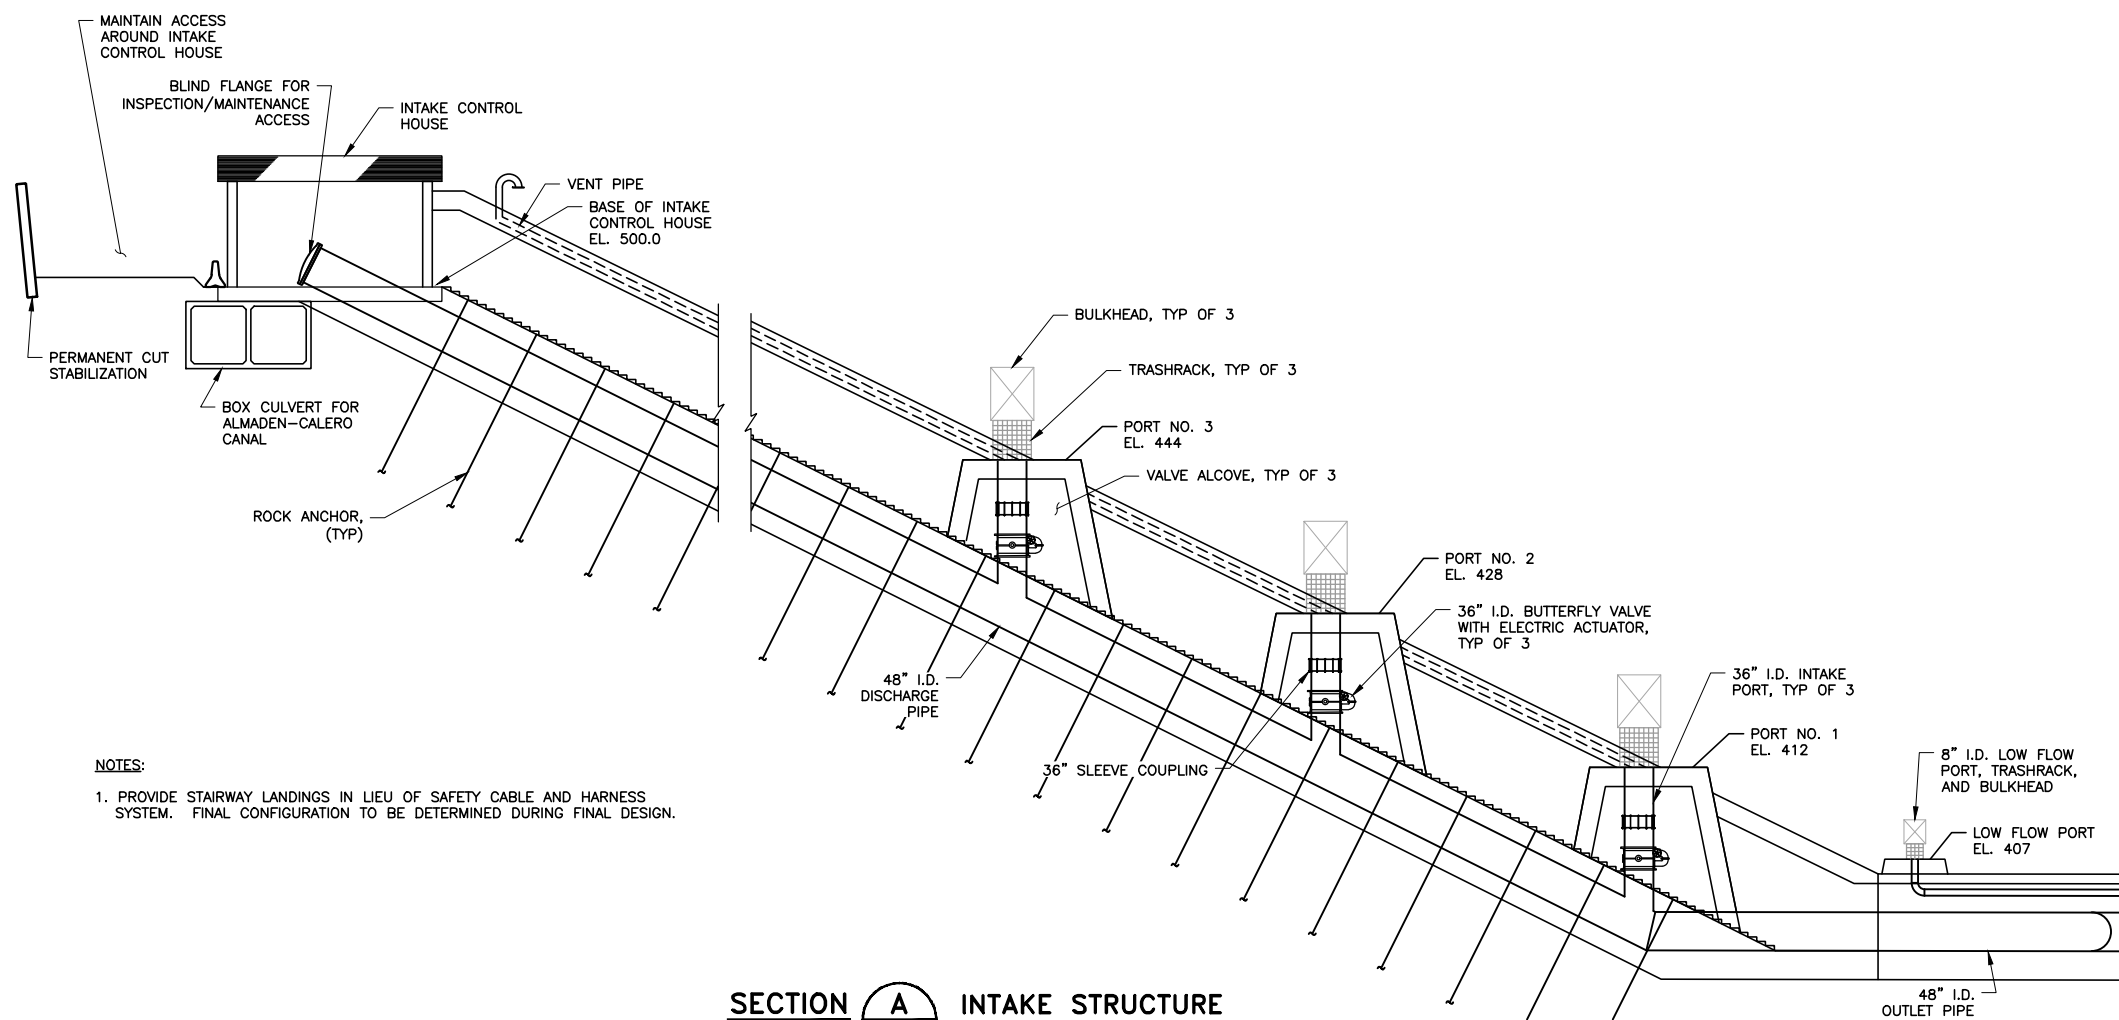 MAINTAIN ACCESS
AROUND INTAKE
CONTROL HOUSE
BLIND FLANGE FOR
INSPECTION/MAINTENANCE
ACCESS
INTAKE CONTROL
HOUSE
VENT PIPE
BASE OF INTAKE
CONTROL HOUSE
EL. 500.0
PERMANENT CUT
STABILIZATION
BOX CULVERT FOR
ALMADEN-CALERO
CANAL
ROCK ANCHOR,
(TYP)
BULKHEAD, TYP OF 3
TRASHRACK, TYP OF 3
PORT NO. 3
EL. 444
VALVE ALCOVE, TYP OF 3
PORT NO. 2
EL. 428
36" I.D. BUTTERFLY VALVE
WITH ELECTRIC ACTUATOR,
TYP OF 3
48" I.D.
DISCHARGE
PIPE
36" SLEEVE COUPLING
36" I.D. INTAKE
PORT, TYP OF 3
PORT NO. 1
EL. 412
8" I.D. LOW FLOW
PORT, TRASHRACK,
AND BULKHEAD
LOW FLOW PORT
EL. 407
48" I.D.
OUTLET PIPE
NOTES:
1. PROVIDE STAIRWAY LANDINGS IN LIEU OF SAFETY CABLE AND HARNESS
SYSTEM. FINAL CONFIGURATION TO BE DETERMINED DURING FINAL DESIGN.
SECTION A INTAKE STRUCTURE